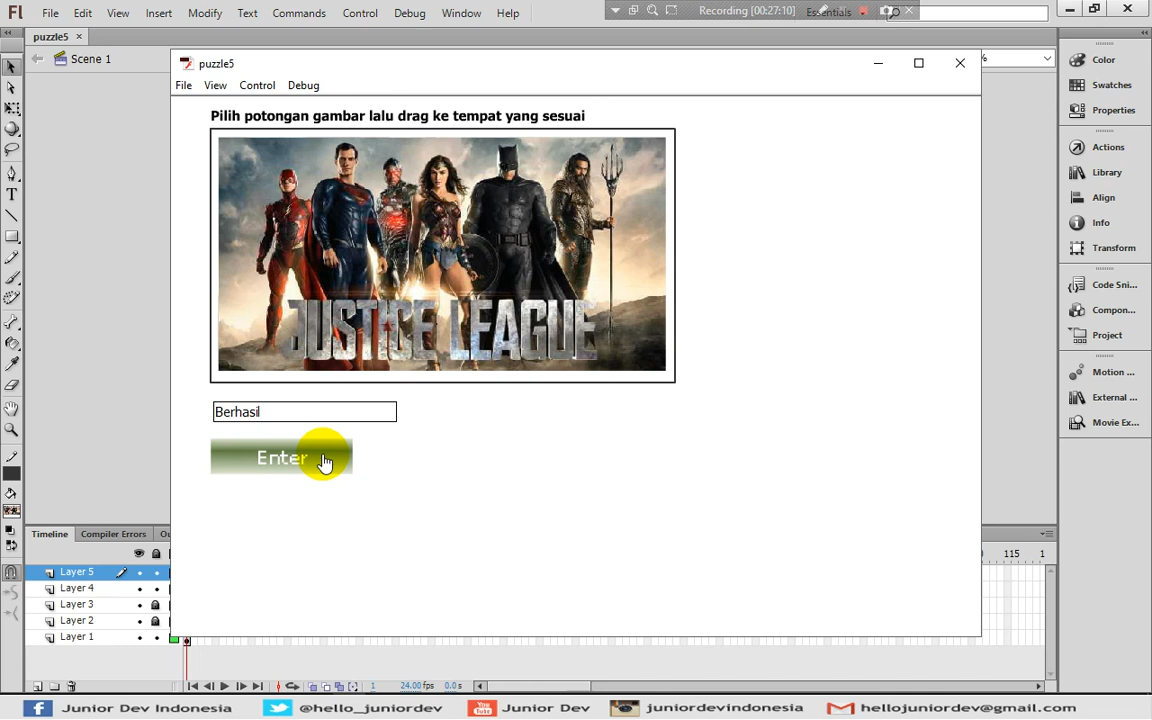 Fl File Edit View Insert Modify Text Commands Control Debug Window Help
Recording [00:27:10] Essentials
puzzle5 ×
Scene 1
puzzle5
File View Control Debug
Pilih potongan gambar lalu drag ke tempat yang sesuai
JUSTICE LEAGUE
Berhasil
Enter
%
Color
Swatches
Properties
Actions
Library
Align
Info
Transform
Code Sni...
Compon...
Project
Motion ...
External ...
Movie Ex...
Timeline Compiler Errors Ou
115 1
Layer 5
Layer 4
Layer 3
Layer 2
Layer 1
1 24.00 fps 0.0 s
Junior Dev Indonesia @hello_juniordev Junior Dev juniordevindonesia hellojuniordev@gmail.com